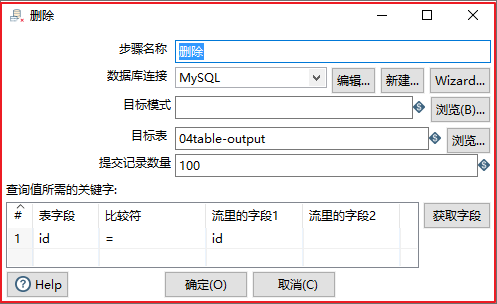 删除
步骤名称 删除
数据库连接 MySQL 编辑... 新建... Wizard...
目标模式 浏览(B)...
目标表 04table-output 浏览...
提交记录数量 100
查询值所需的关键字:
# 表字段 比较符 流里的字段1 流里的字段2 获取字段
1 id = id
Help 确定(O) 取消(C)